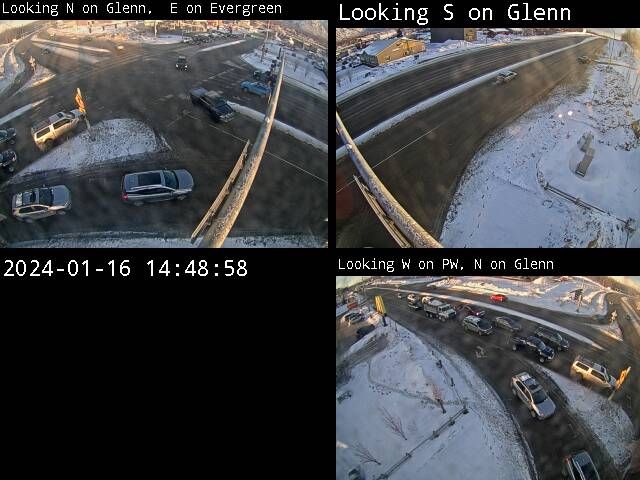 Looking N on Glenn,  E on Evergreen
Looking S on Glenn
2024-01-16 14:48:58
Looking W on PW, N on Glenn